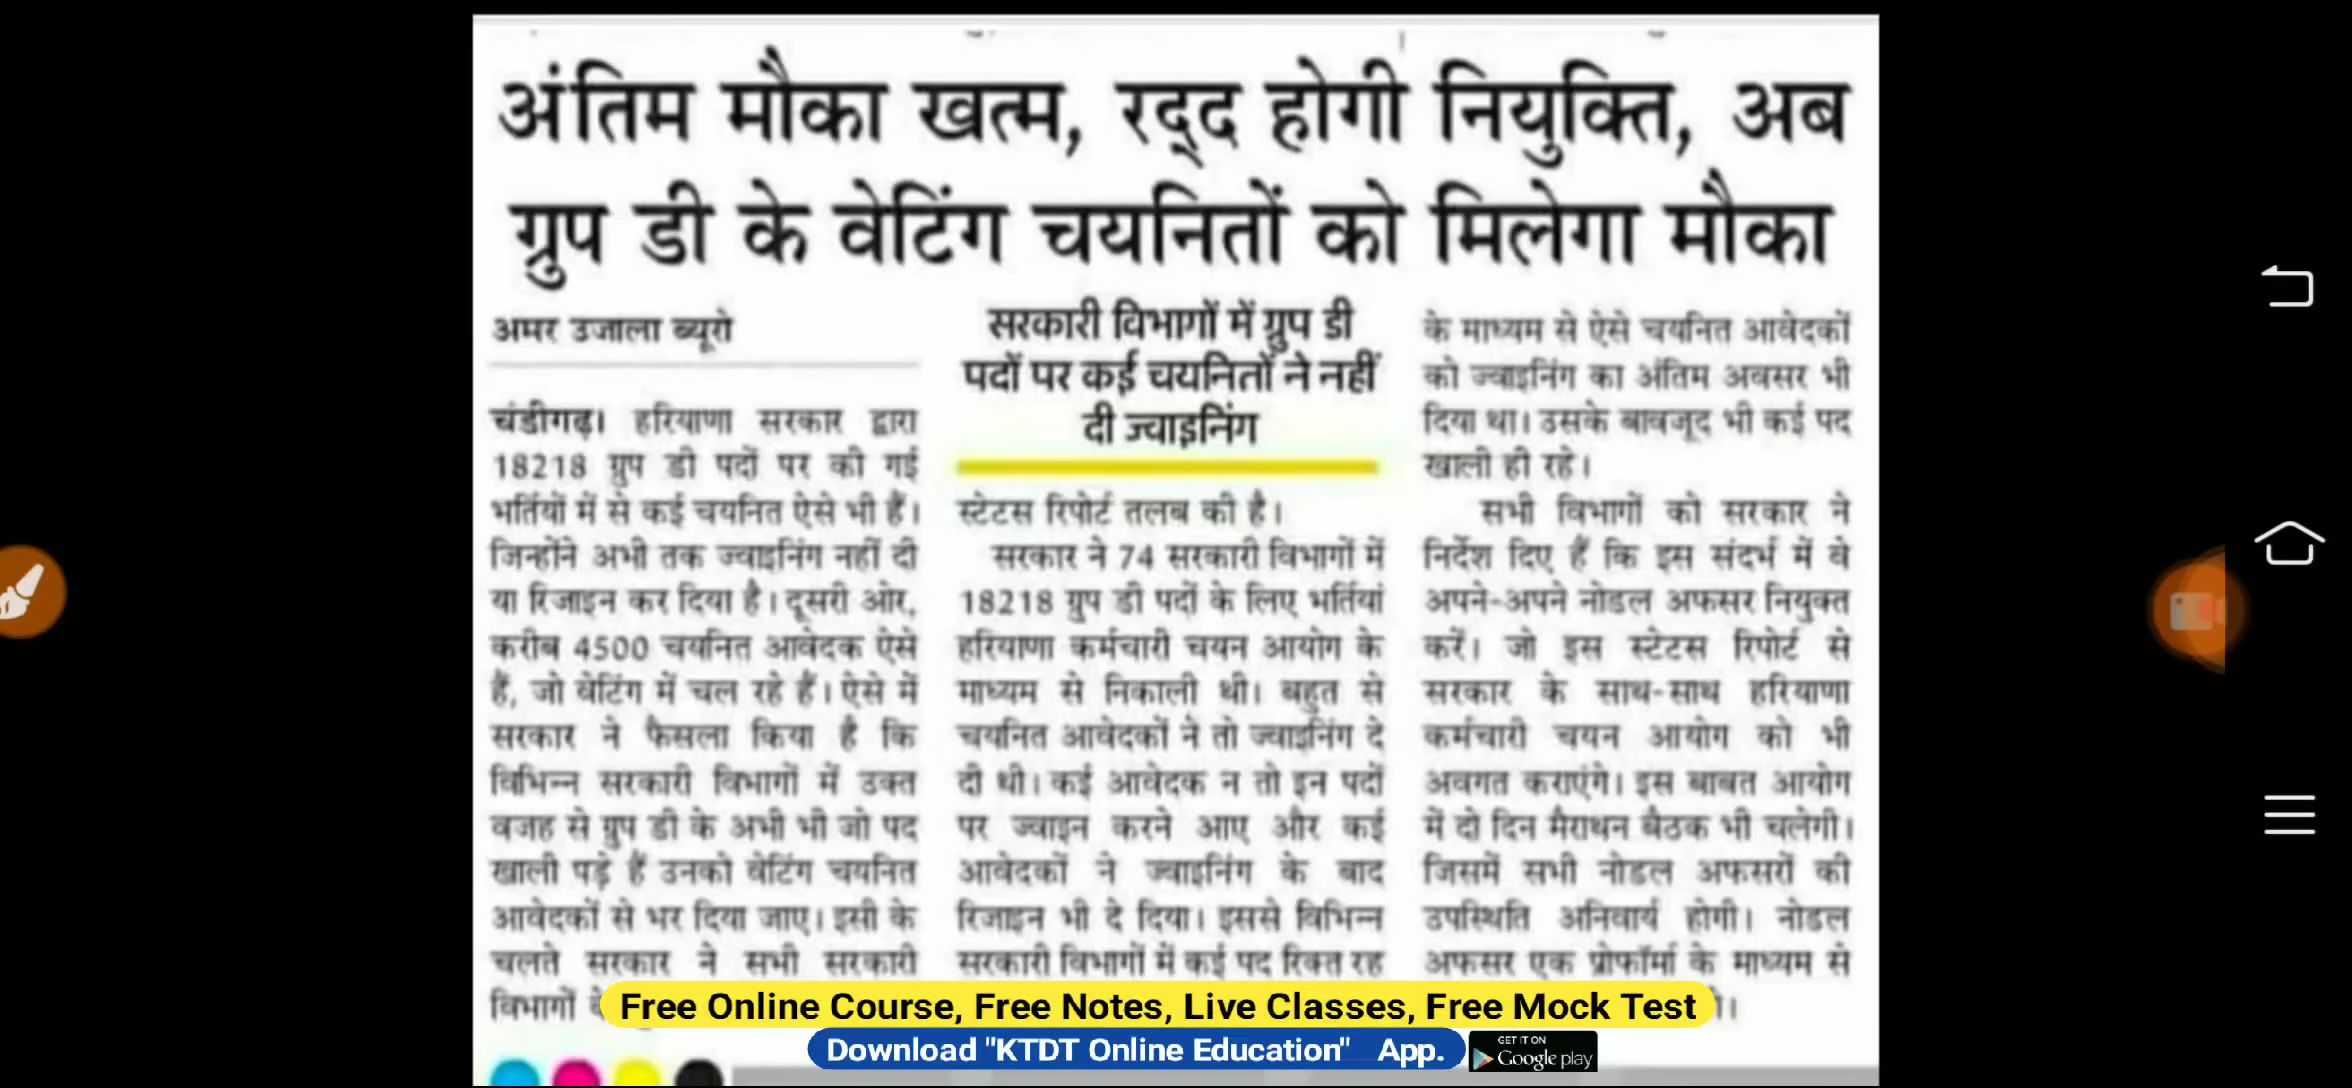 अंतिम मौका खत्म, रद्द होगी नियुक्ति, अब
ग्रुप डी के वेटिंग चयनितों को मिलेगा मौका
अमर उजाला ब्यूरो
चंडीगढ़। हरियाणा सरकार द्वारा
18218 ग्रुप डी पदों पर की गई
भर्तियों में से कई चयनित ऐसे भी हैं।
जिन्होंने अभी तक ज्वाइनिंग नहीं दी
या रिजाइन कर दिया है। दूसरी ओर,
करीब 4500 चयनित आवेदक ऐसे
हैं, जो वेटिंग में चल रहे हैं। ऐसे में
सरकार ने फैसला किया है कि
विभिन्न सरकारी विभागों में उक्त
वजह से ग्रुप डी के अभी भी जो पद
खाली पड़े हैं उनको वेटिंग चयनित
आवेदकों से भर दिया जाए। इसी के
चलते सरकार ने सभी सरकारी
विभागों
सरकारी विभागों में ग्रुप डी
पदों पर कई चयनितों ने नहीं
दी ज्वाइनिंग
स्टेटस रिपोर्ट तलब की है।
सरकार ने 74 सरकारी विभागों में
18218 ग्रुप डी पदों के लिए भर्तियां
हरियाणा कर्मचारी चयन आयोग के
माध्यम से निकाली थी। बहुत से
चयनित आवेदकों ने तो ज्वाइनिंग दे
दी थी। कई आवेदक न तो इन पदों
पर ज्वाइन करने आए और कई
आवेदकों ने ज्वाइनिंग के बाद
रिजाइन भी दे दिया। इससे विभिन्न
सरकारी विभागों में कई पद रिक्त रह
के माध्यम से ऐसे चयनित आवेदकों
को ज्वाइनिंग का अंतिम अवसर भी
दिया था। उसके बावजूद भी कई पद
खाली ही रहे।
सभी विभागों को सरकार ने
निर्देश दिए हैं कि इस संदर्भ में वे
अपने-अपने नोडल अफसर नियुक्त
करें। जो इस स्टेटस रिपोर्ट से
सरकार के साथ-साथ हरियाणा
कर्मचारी चयन आयोग को भी
अवगत कराएंगे। इस बाबत आयोग
में दो दिन मैराथन बैठक भी चलेगी।
जिसमें सभी नोडल अफसरों की
उपस्थिति अनिवार्य होगी। नोडल
अफसर एक प्रोफॉर्मा के माध्यम से
Free Online Course, Free Notes, Live Classes, Free Mock Test
Download "KTDT Online Education" App.
GET IT ON
Google play